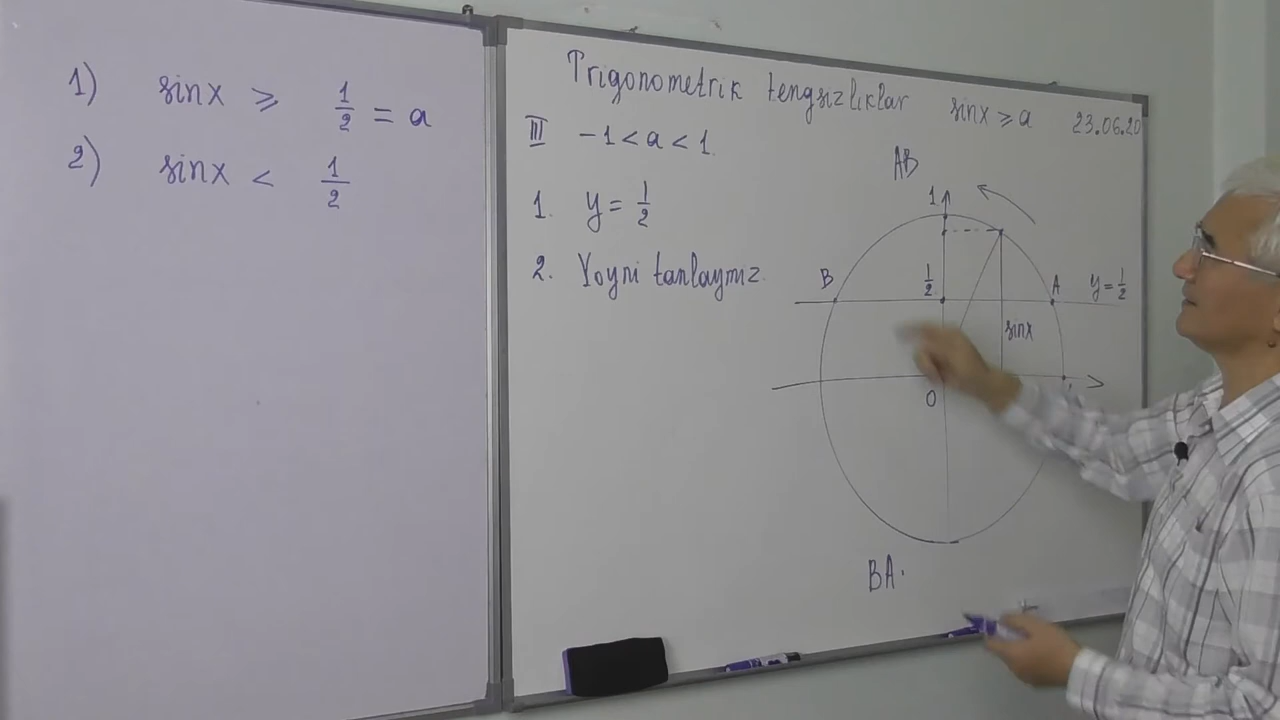 1) sinx ≥ 1/2 = a
2) sinx < 1/2
Trigonometrik tengsizliklar sinx ≥ a 23.06.20
III -1 < a < 1
1. y = 1/2
2. Yoyni tanlaymiz
AB
1
B 1/2 A y = 1/2
sinx
O
BA